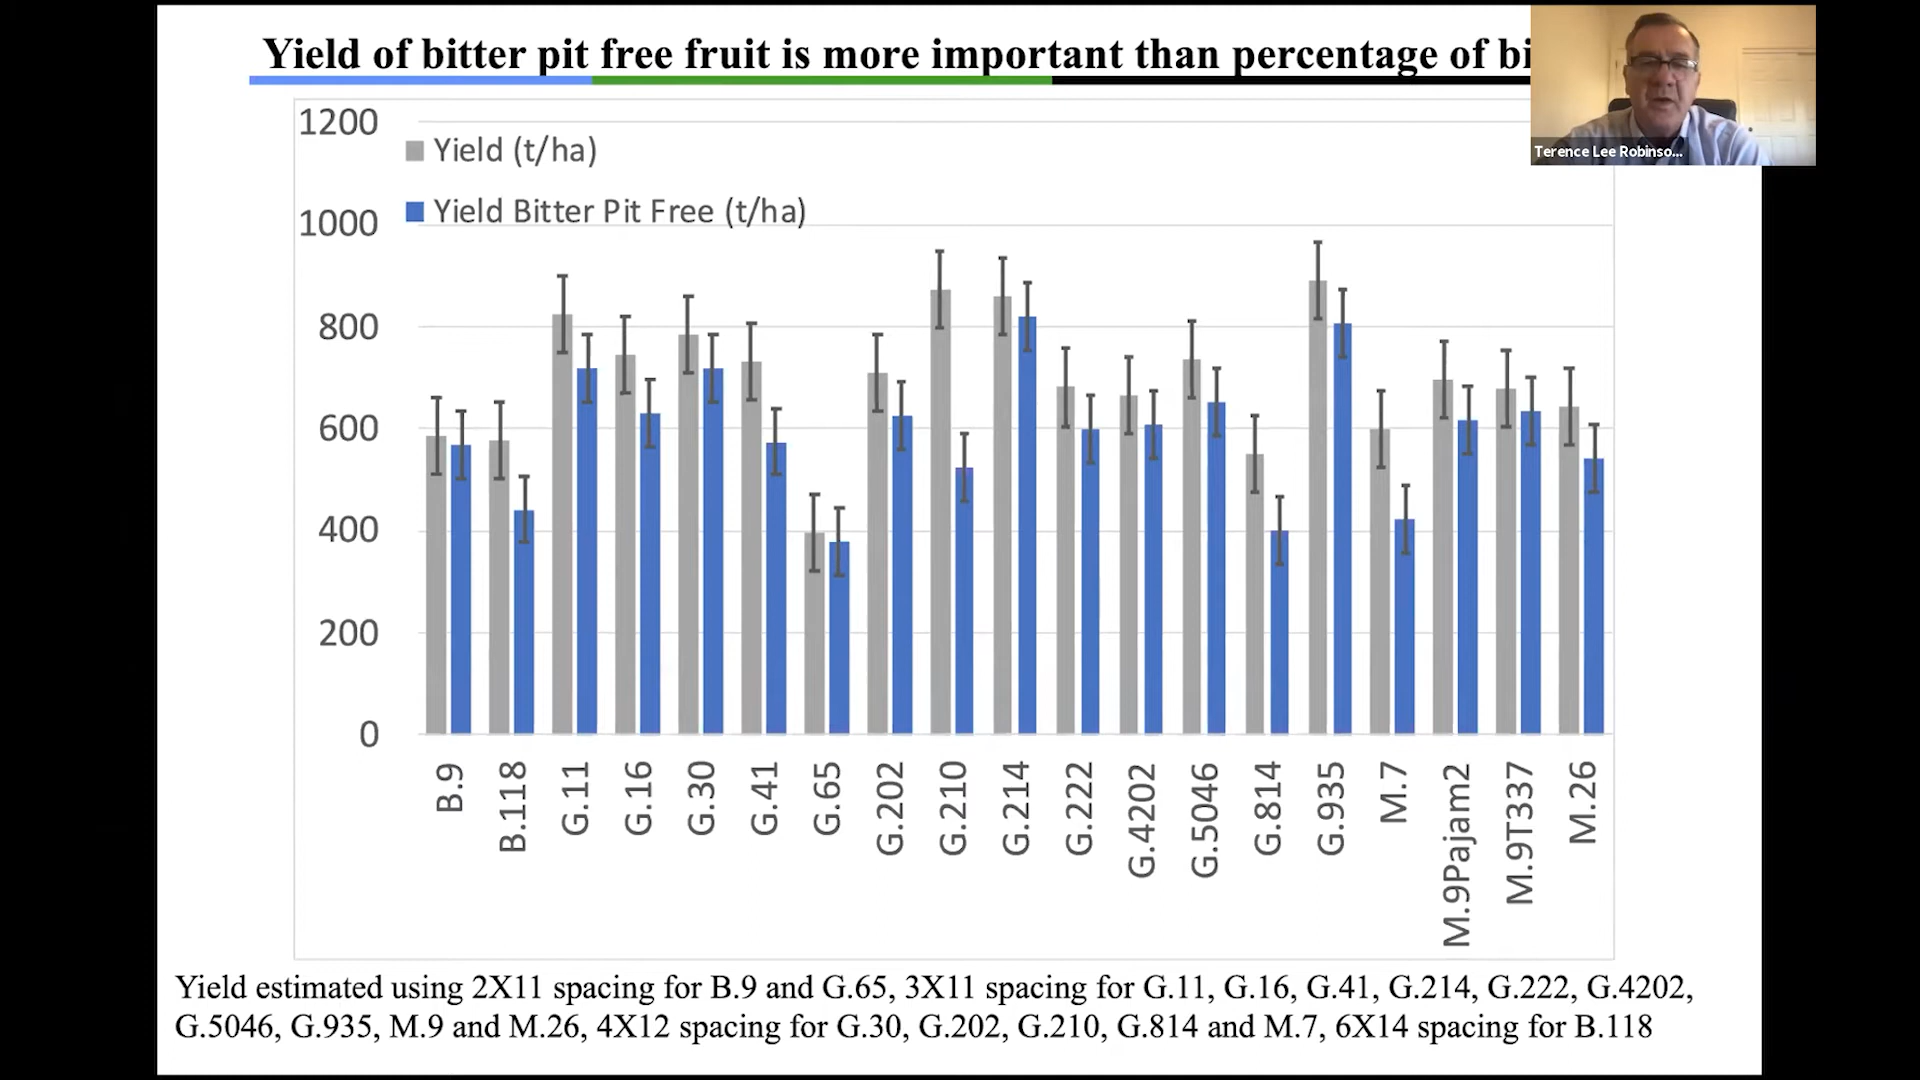 Yield of bitter pit free fruit is more important than percentage of bi
Terence Lee Robinso...
1200
Yield (t/ha)
Yield Bitter Pit Free (t/ha)
1000
800
600
400
200
0
B.9
B.118
G.11
G.16
G.30
G.41
G.65
G.202
G.210
G.214
G.222
G.4202
G.5046
G.814
G.935
M.7
M.9Pajam2
M.9T337
M.26
Yield estimated using 2X11 spacing for B.9 and G.65, 3X11 spacing for G.11, G.16, G.41, G.214, G.222, G.4202,
G.5046, G.935, M.9 and M.26, 4X12 spacing for G.30, G.202, G.210, G.814 and M.7, 6X14 spacing for B.118